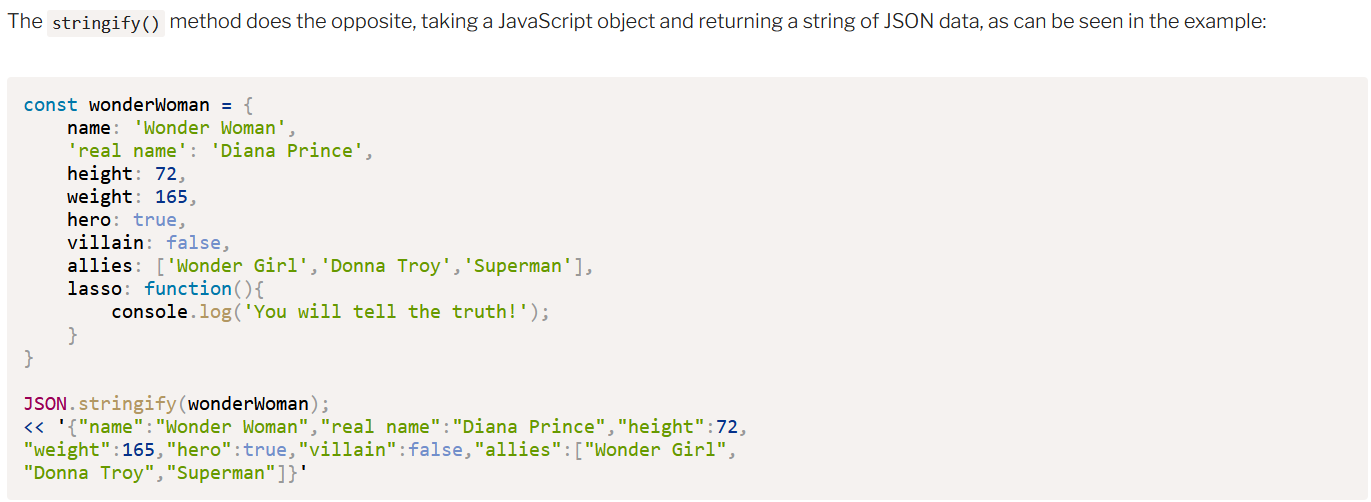 The stringify() method does the opposite, taking a JavaScript object and returning a string of JSON data, as can be seen in the example:
const wonderWoman = {
    name: 'Wonder Woman',
    'real name': 'Diana Prince',
    height: 72,
    weight: 165,
    hero: true,
    villain: false,
    allies: ['Wonder Girl','Donna Troy','Superman'],
    lasso: function(){
        console.log('You will tell the truth!');
    }
}
JSON.stringify(wonderWoman);
<< '{"name":"Wonder Woman","real name":"Diana Prince","height":72,
"weight":165,"hero":true,"villain":false,"allies":["Wonder Girl",
"Donna Troy","Superman"]}'